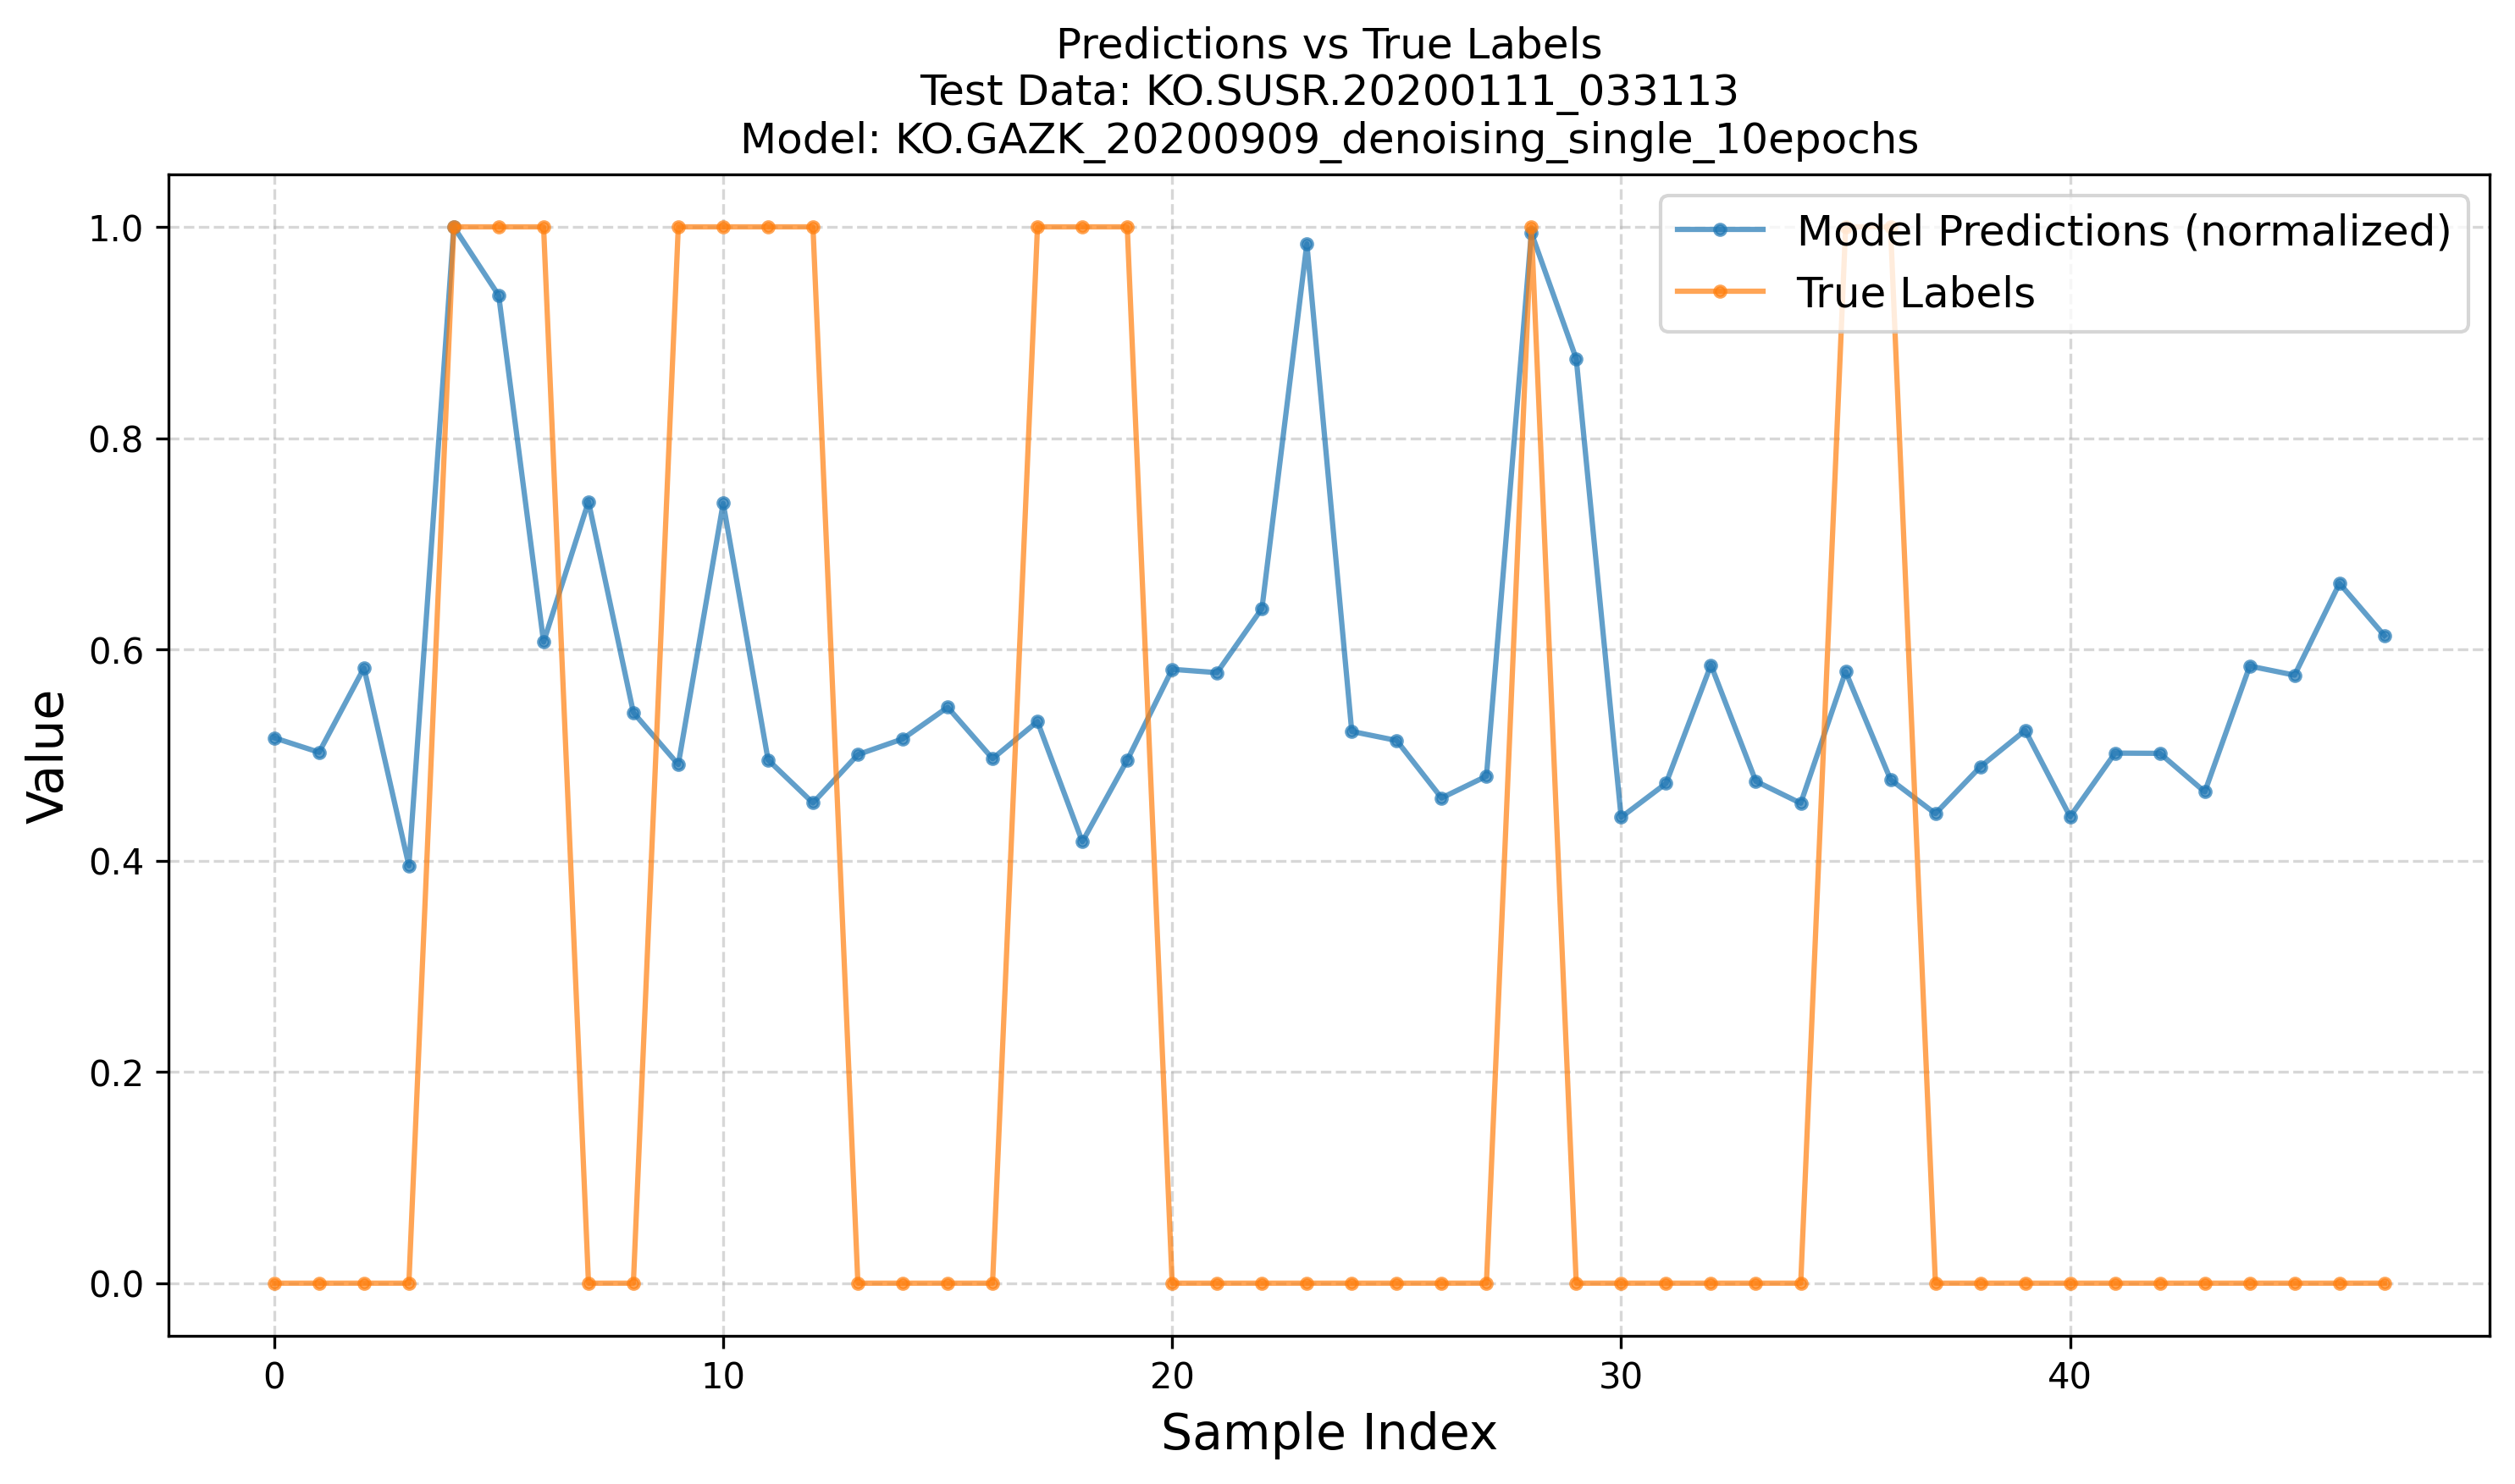 Predictions vs True Labels
Test Data: KO.SUSR.20200111_033113
Model: KO.GAZK_20200909_denoising_single_10epochs
Model Predictions (normalized)
True Labels
1.0
0.8
0.6
0.4
0.2
0.0
Value
0 10 20 30 40
Sample Index